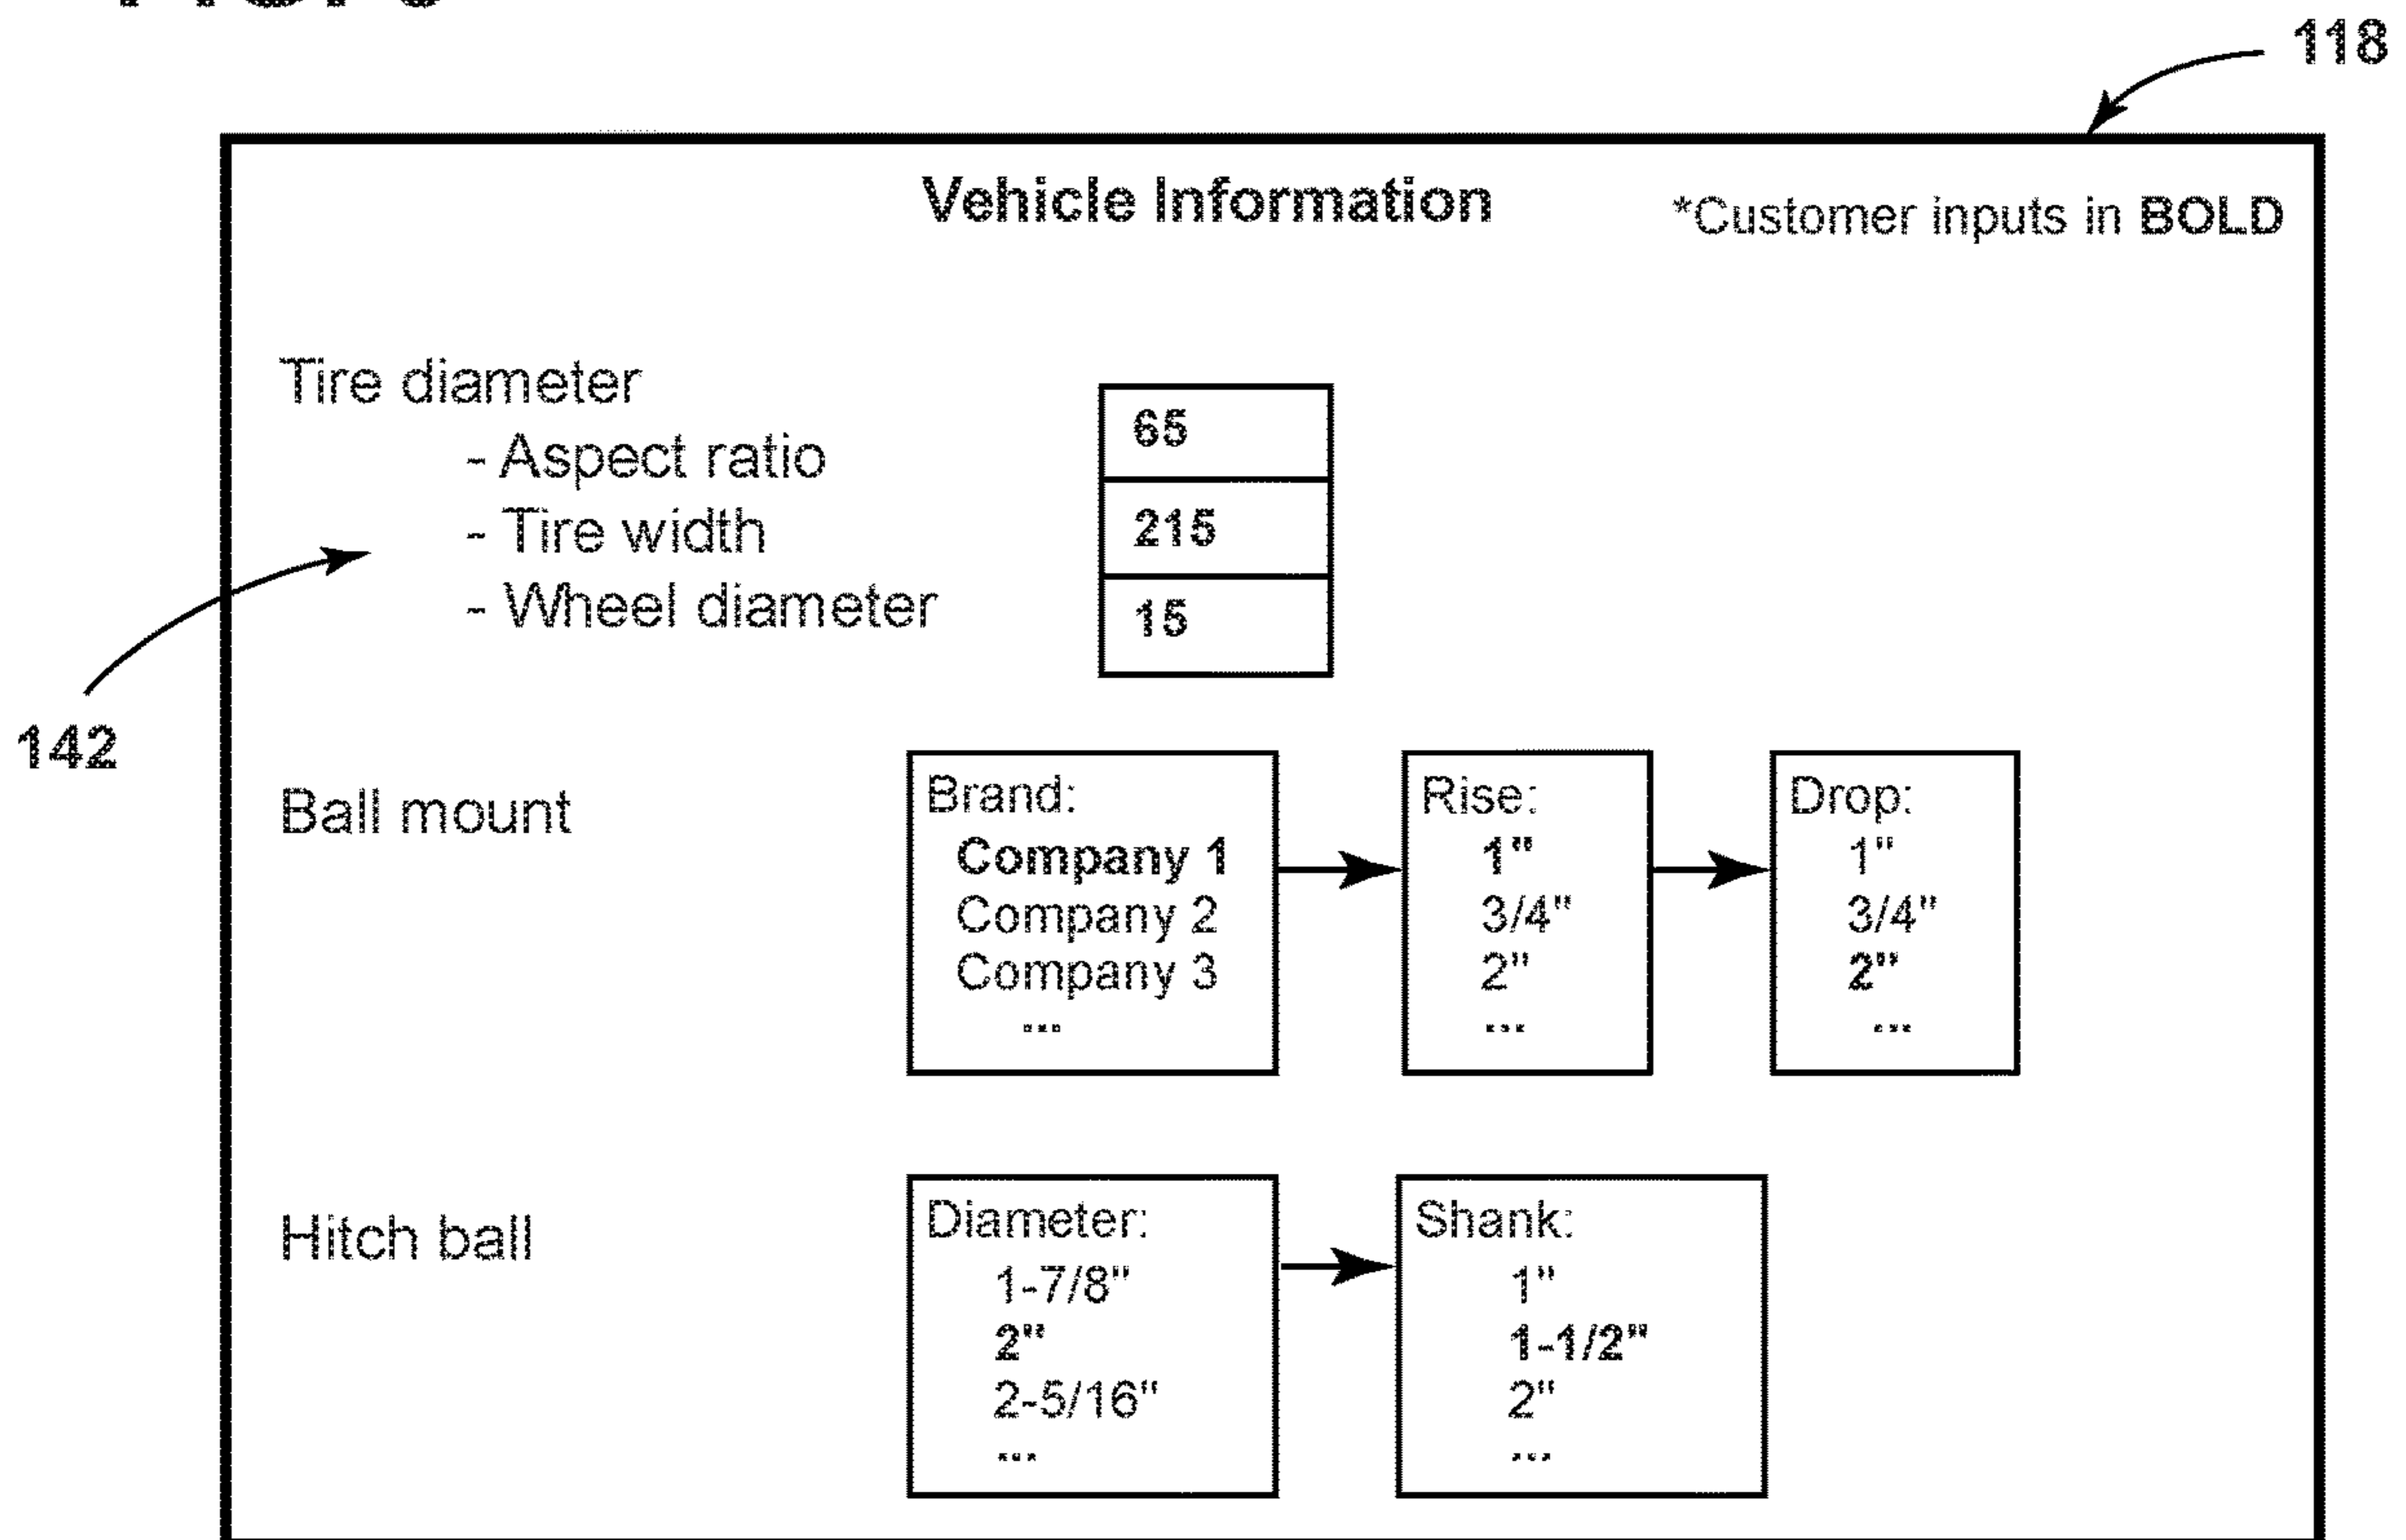 118
Vehicle Information
*Customer inputs in BOLD
Tire diameter
- Aspect ratio
- Tire width
- Wheel diameter
65
215
15
142
Ball mount
Brand:
Company 1
Company 2
Company 3
...
Rise:
1"
3/4"
2"
...
Drop:
1"
3/4"
2"
...
Hitch ball
Diameter:
1-7/8"
2"
2-5/16"
...
Shank:
1"
1-1/2"
2"
...